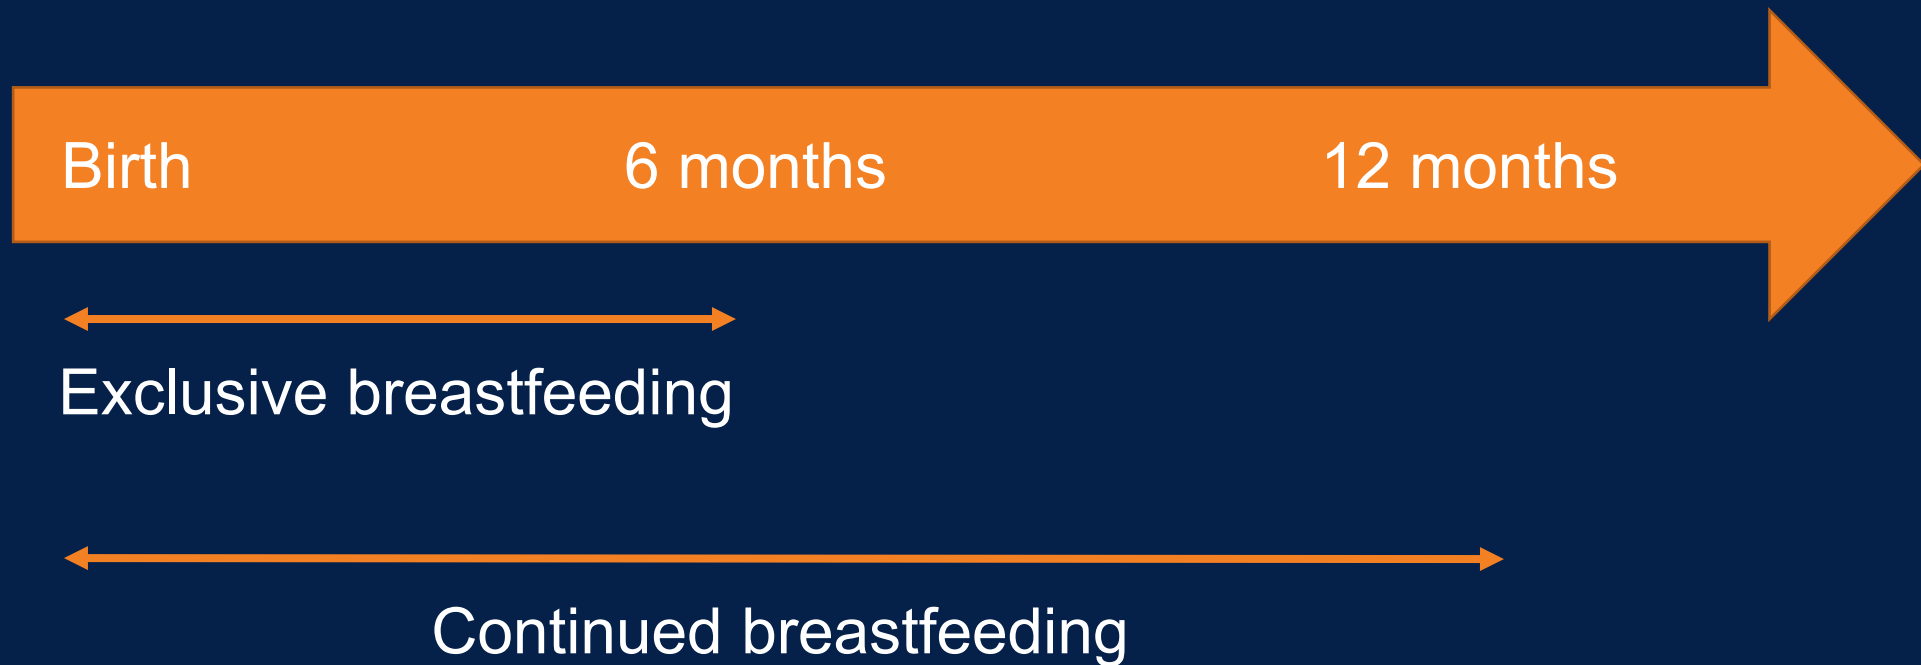 Birth 6 months 12 months
Exclusive breastfeeding
Continued breastfeeding